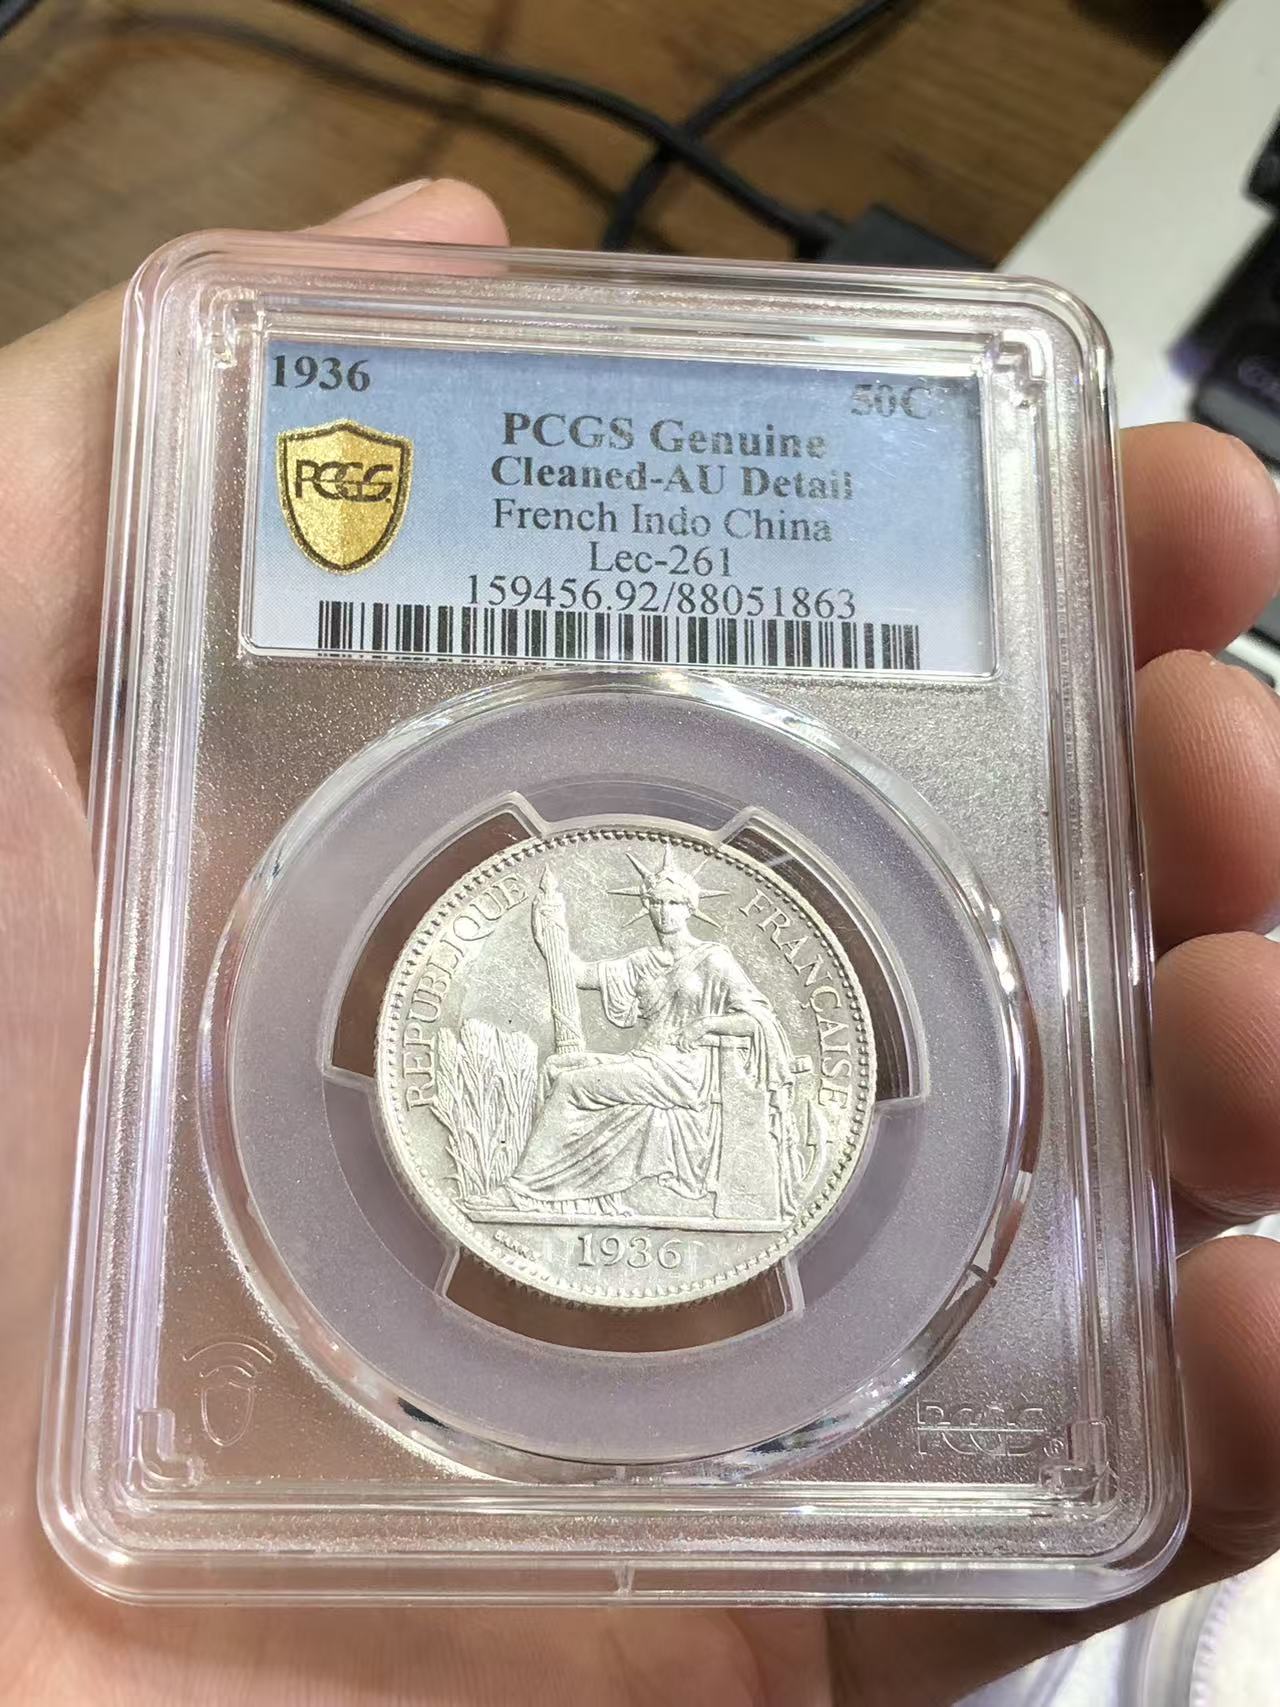 1936
50C
PCGS
PCGS Genuine
Cleaned-AU Detail
French Indo China
Lec-261
159456.92/88051863
REPUBLIQUE FRANÇAISE
1936
PCGS